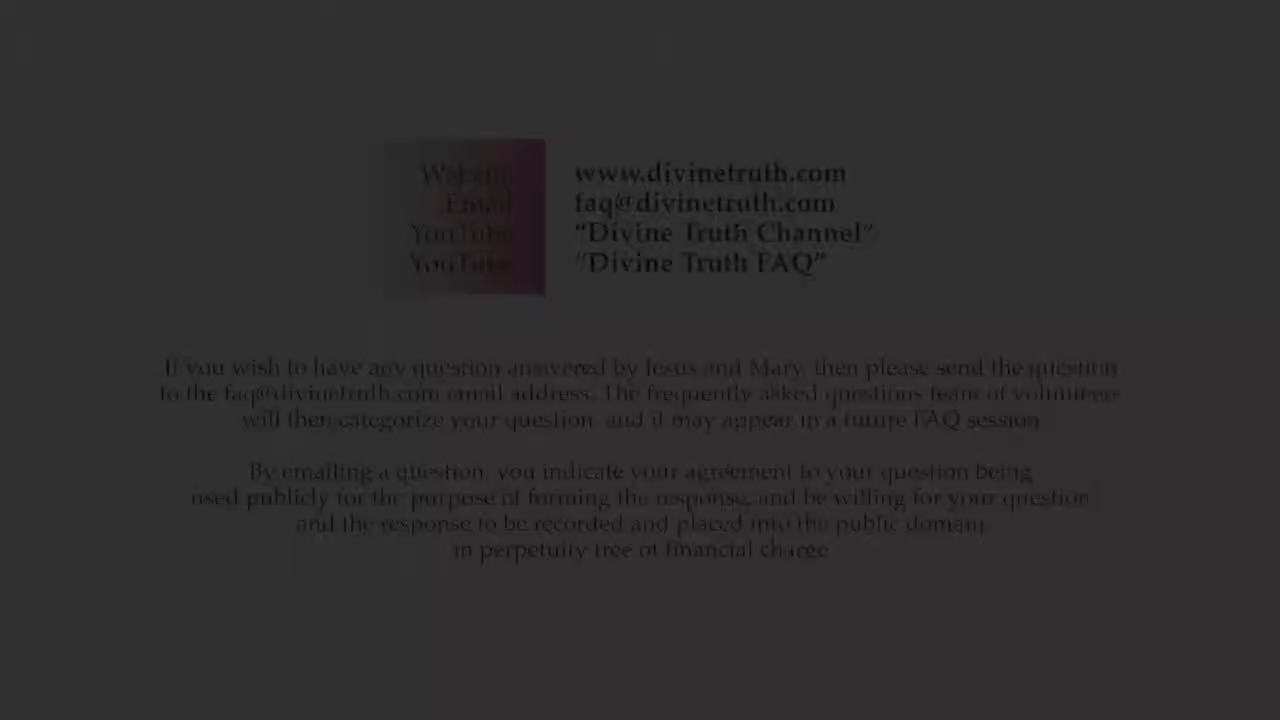 Website www.divinetruth.com
Email faq@divinetruth.com
YouTube “Divine Truth Channel”
YouTube “Divine Truth FAQ”
If you wish to have any question answered by Jesus and Mary, then please send the question
to the faq@divinetruth.com email address. The frequently asked questions team of volunteers
will then categorize your question, and it may appear in a future FAQ session.
By emailing a question, you indicate your agreement to your question being
used publicly for the purpose of forming the response, and be willing for your question
and the response to be recorded and placed into the public domain
in perpetuity free of financial charge.